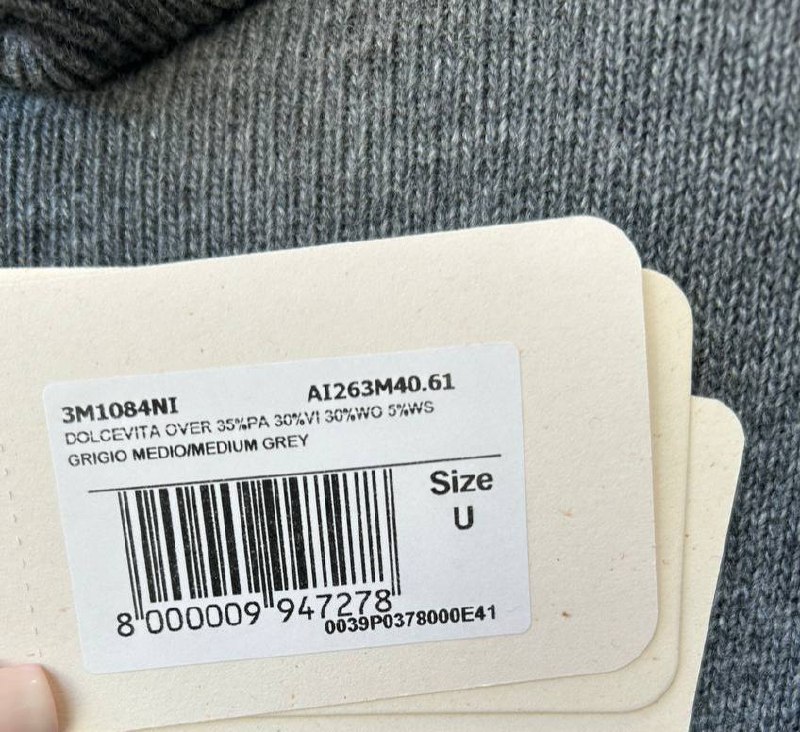 3M1084NI AI263M40.61
DOLCEVITA OVER 35%PA 30%VI 30%WO 5%WS
GRIGIO MEDIO/MEDIUM GREY
Size
U
8 000009 947278
0039P0378000E41